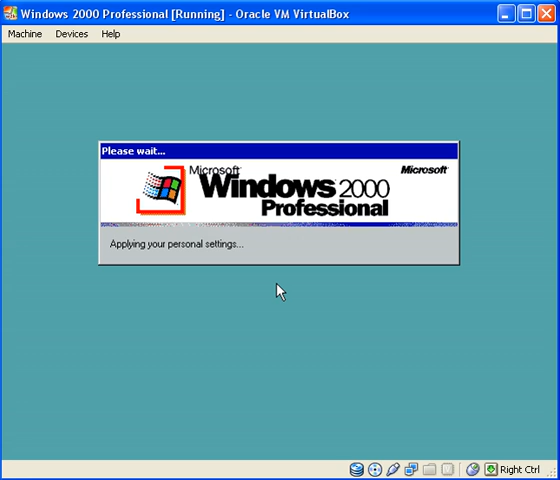 Windows 2000 Professional [Running] - Oracle VM VirtualBox
Machine Devices Help
Please wait...
Microsoft Microsoft
Windows 2000
Professional
Applying your personal settings...
Right Ctrl